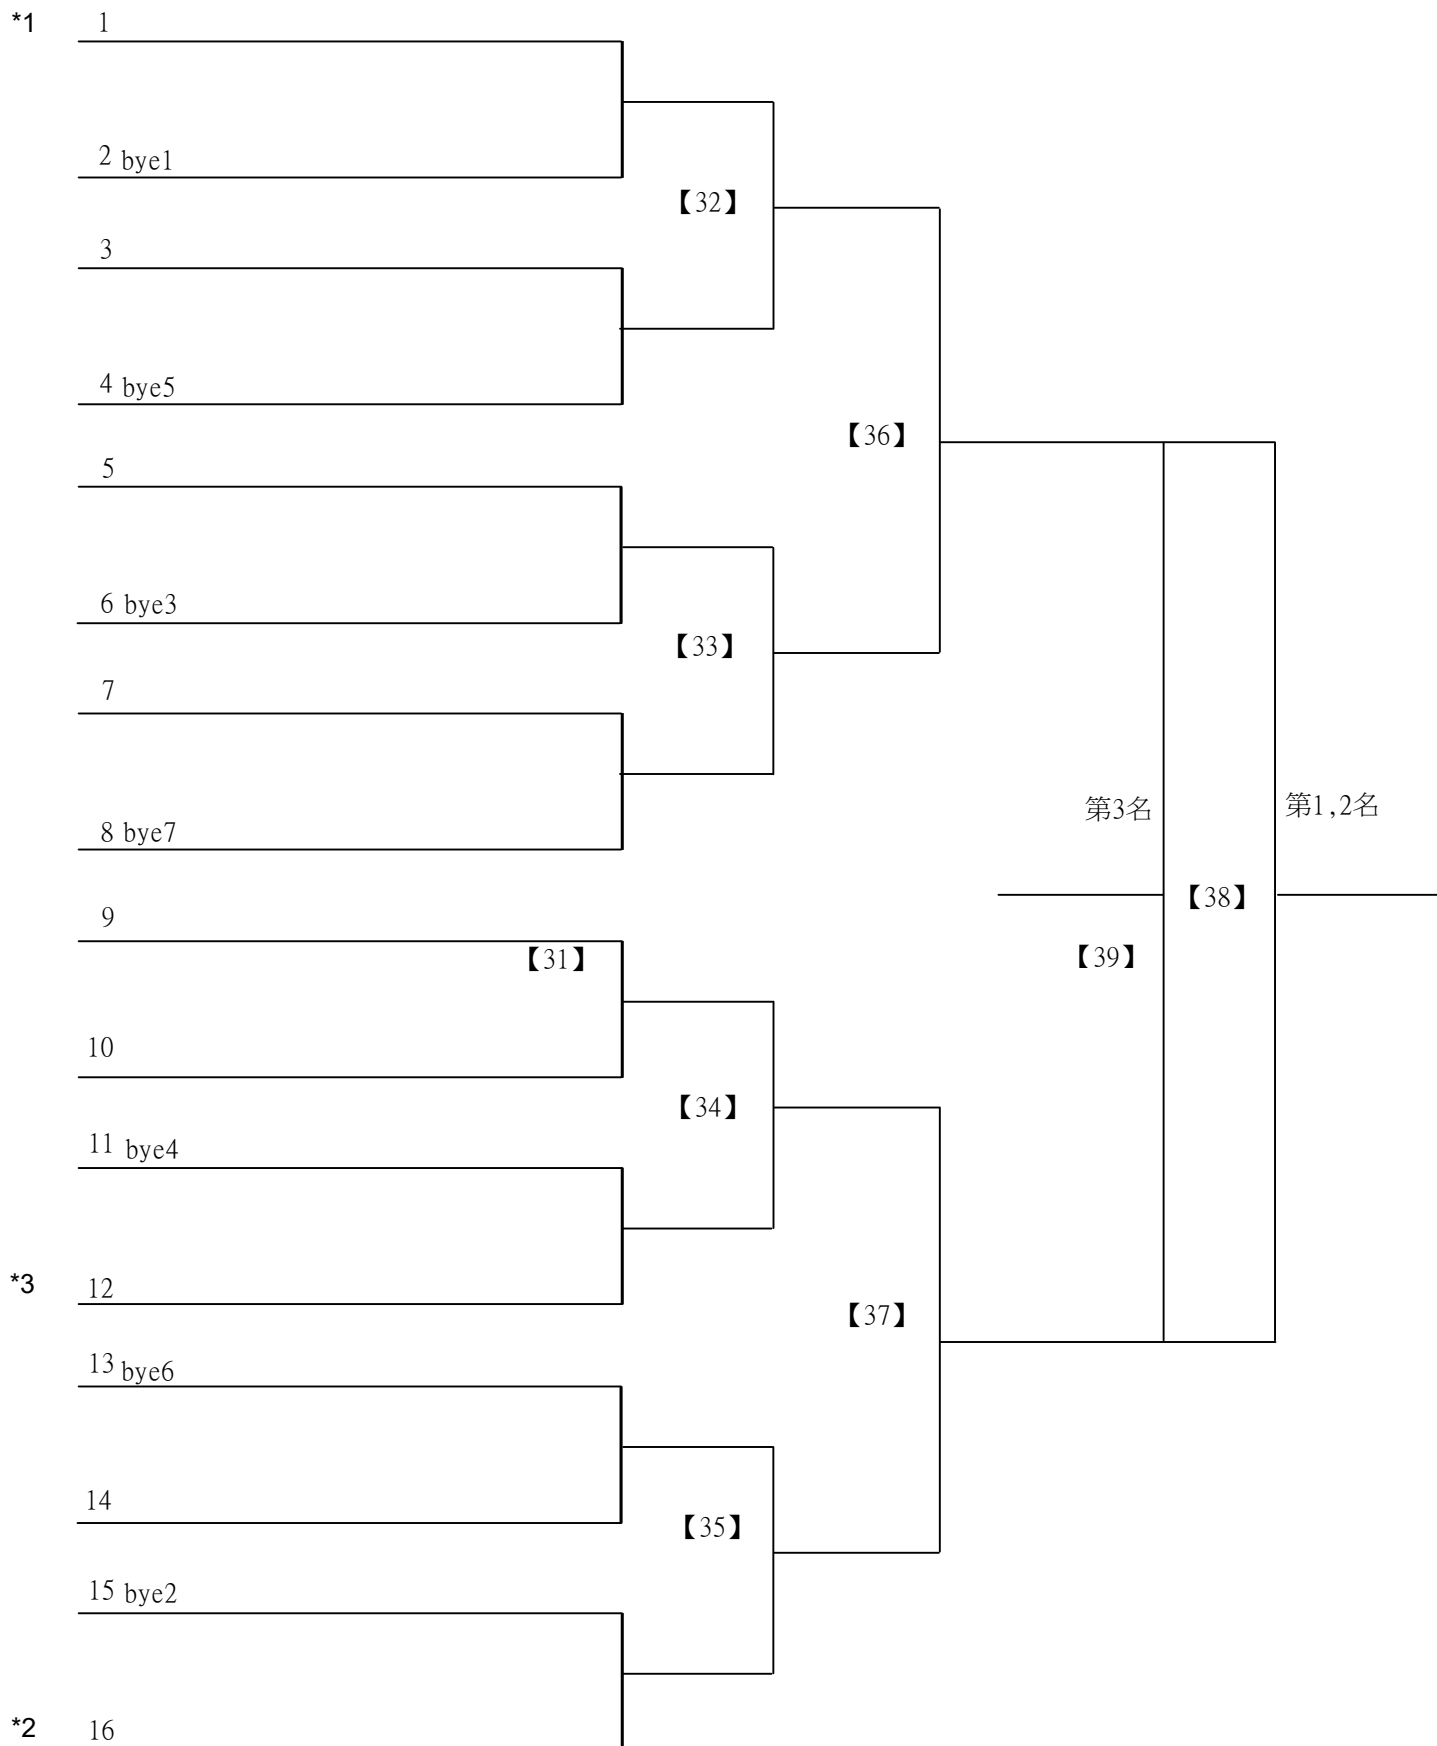 *1 1
2 bye1
【32】
3
4 bye5
【36】
5
6 bye3
【33】
7
第3名 第1,2名
8 bye7
【38】
9
【31】 【39】
10
【34】
11 bye4
*3 12
【37】
13 bye6
14
【35】
15 bye2
*2 16